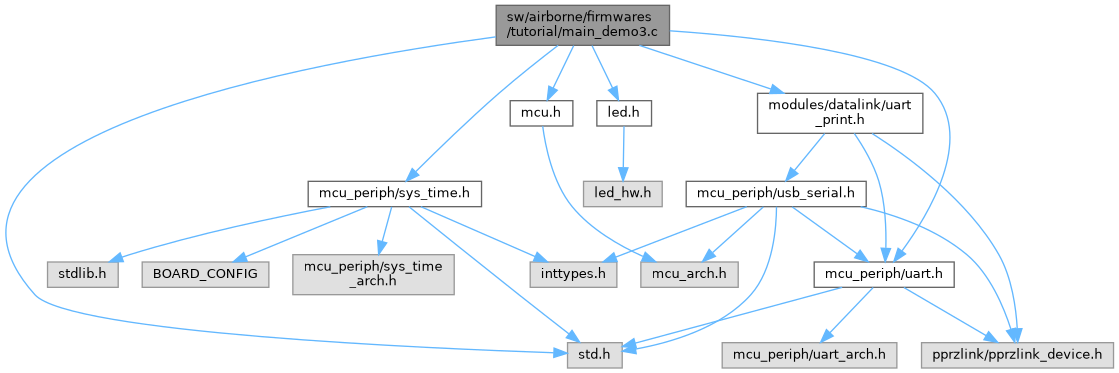 sw/airborne/firmwares
/tutorial/main_demo3.c
mcu.h
led.h
modules/datalink/uart
_print.h
mcu_periph/sys_time.h
led_hw.h
mcu_periph/usb_serial.h
stdlib.h
BOARD_CONFIG
mcu_periph/sys_time
_arch.h
inttypes.h
mcu_arch.h
mcu_periph/uart.h
std.h
mcu_periph/uart_arch.h
pprzlink/pprzlink_device.h